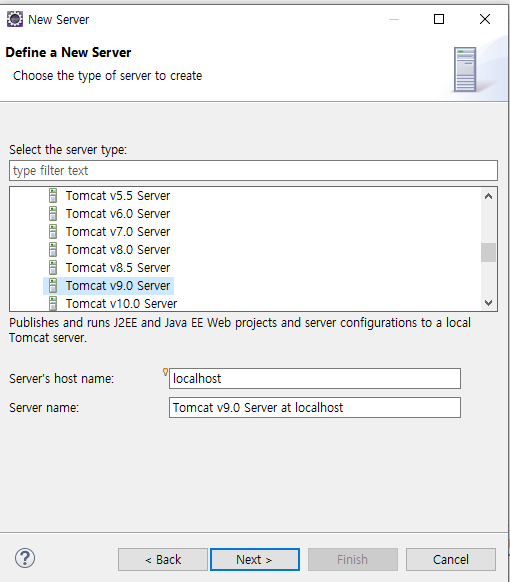 New Server
Define a New Server
Choose the type of server to create
Select the server type:
type filter text
Tomcat v5.5 Server
Tomcat v6.0 Server
Tomcat v7.0 Server
Tomcat v8.0 Server
Tomcat v8.5 Server
Tomcat v9.0 Server
Tomcat v10.0 Server
Publishes and runs J2EE and Java EE Web projects and server configurations to a local
Tomcat server.
Server's host name: localhost
Server name: Tomcat v9.0 Server at localhost
? < Back Next > Finish Cancel